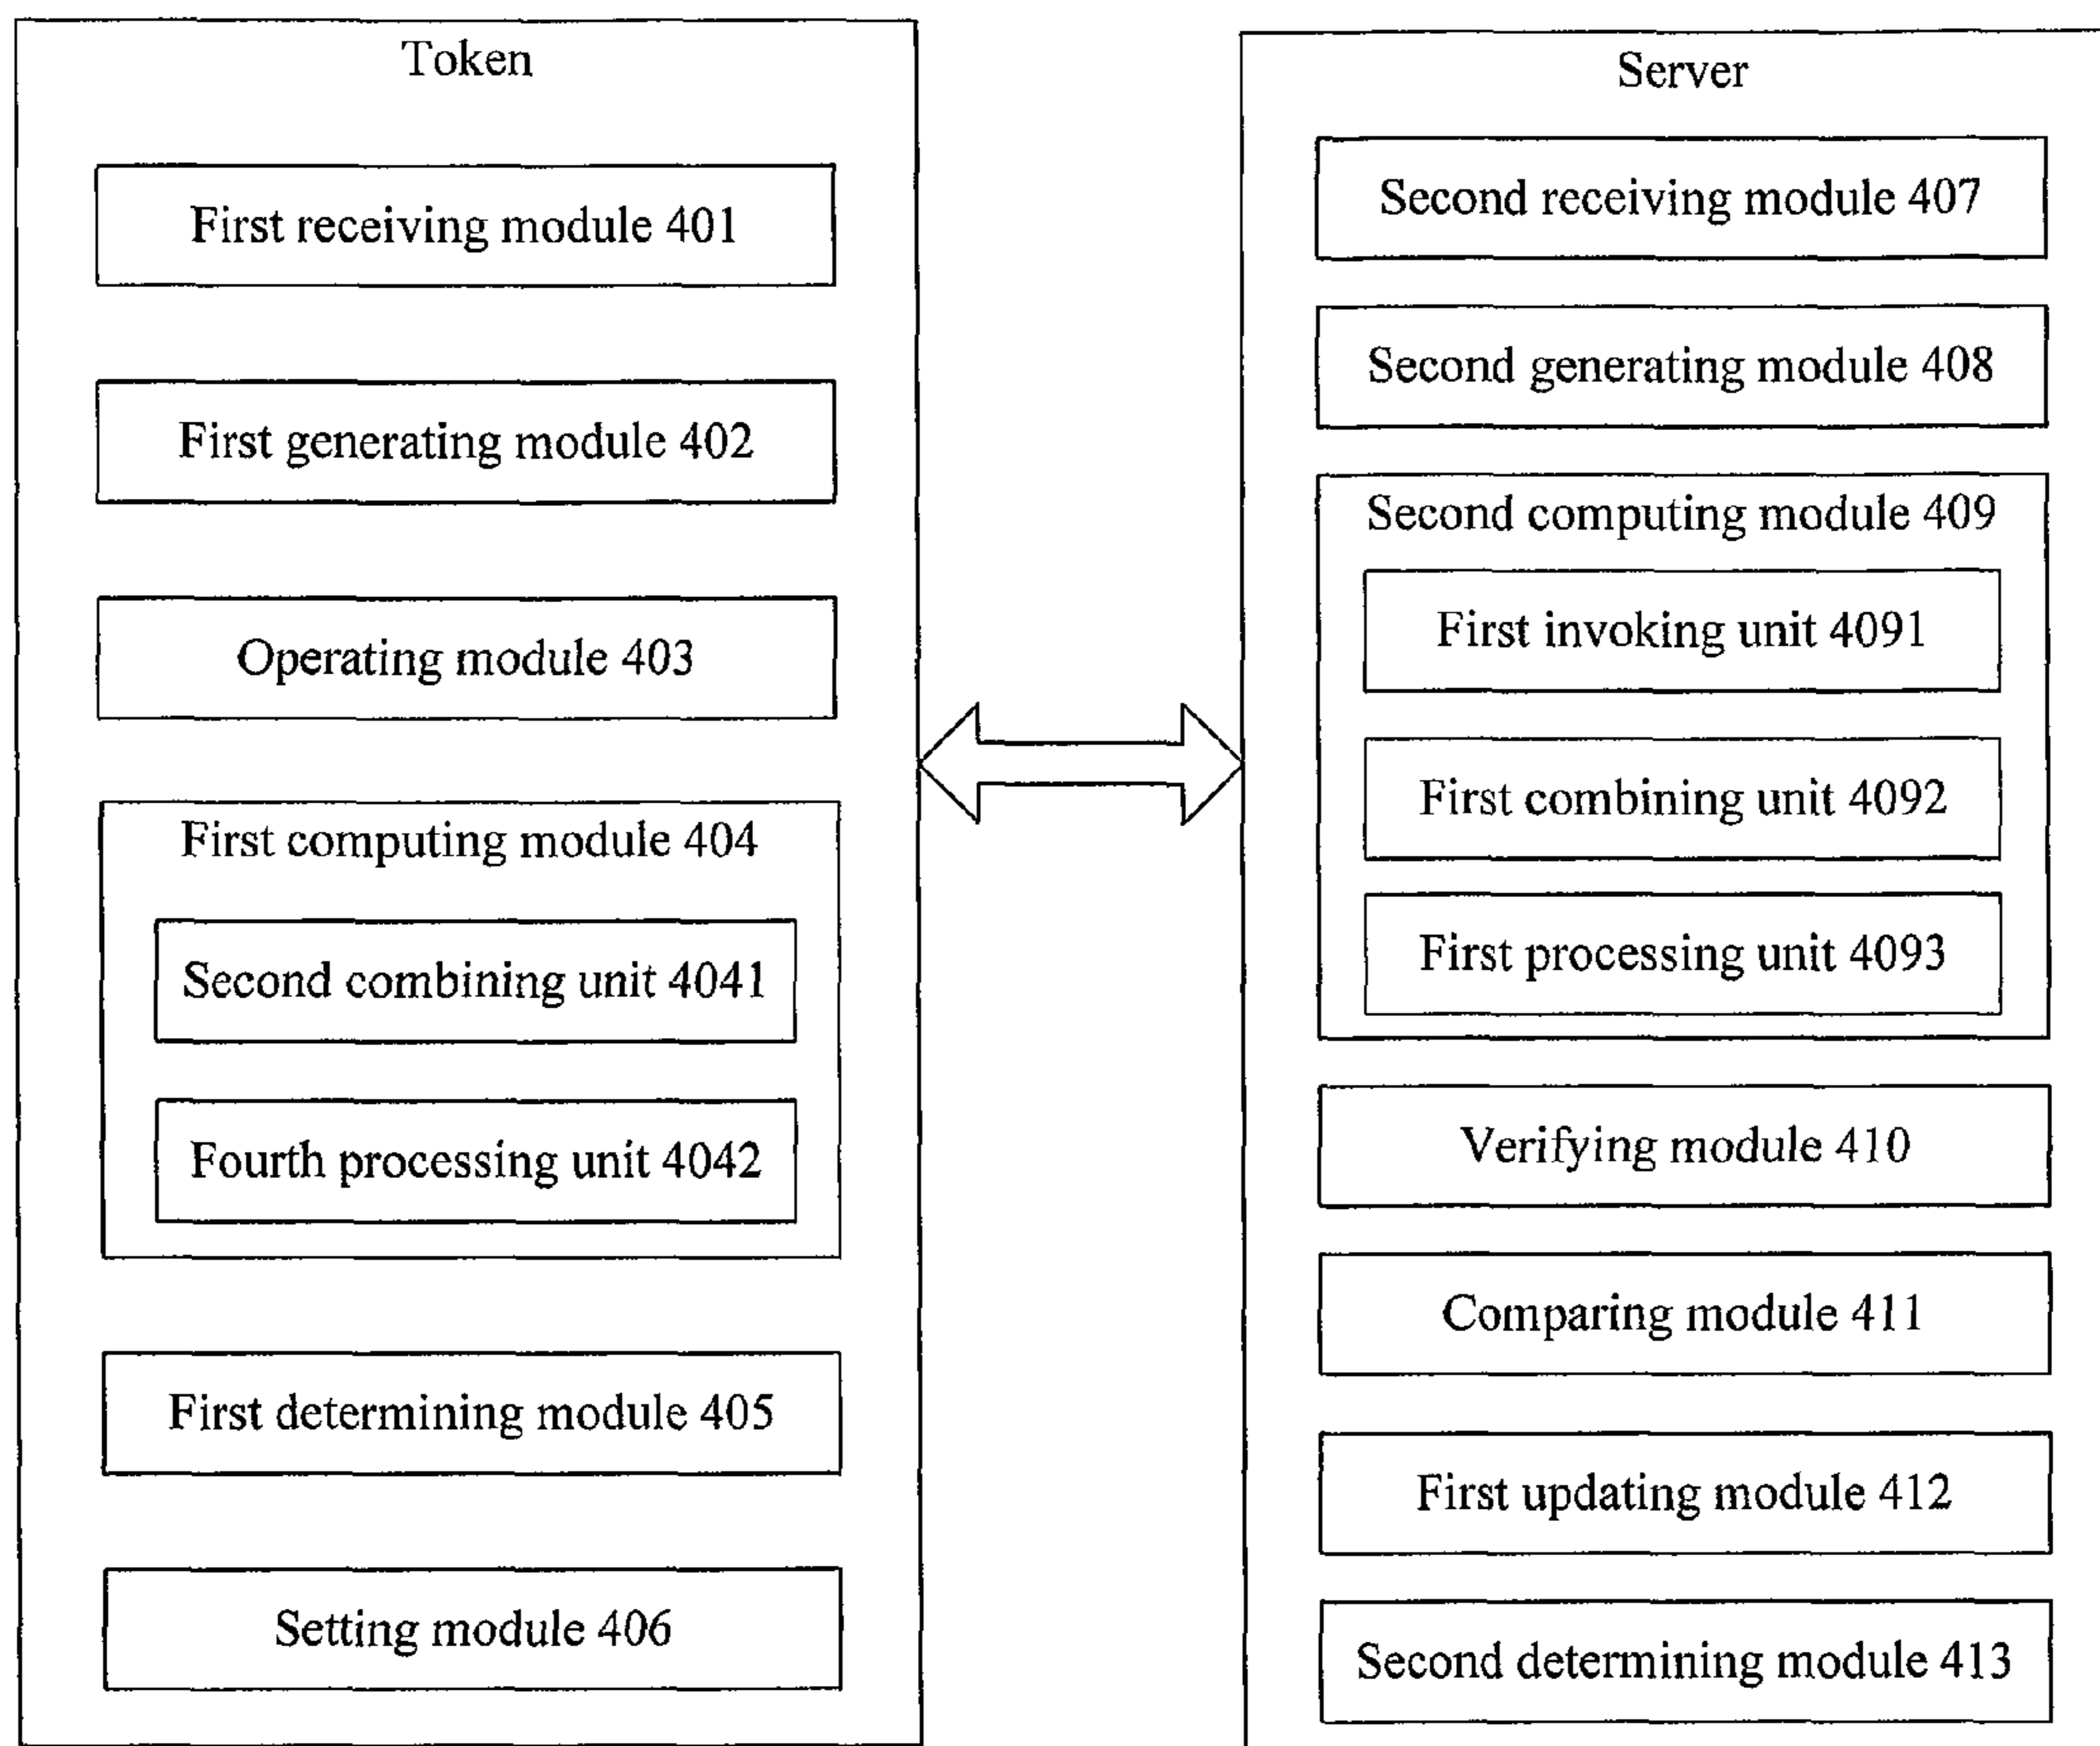 Token
First receiving module 401
First generating module 402
Operating module 403
First computing module 404
Second combining unit 4041
Fourth processing unit 4042
First determining module 405
Setting module 406
Server
Second receiving module 407
Second generating module 408
Second computing module 409
First invoking unit 4091
First combining unit 4092
First processing unit 4093
Verifying module 410
Comparing module 411
First updating module 412
Second determining module 413